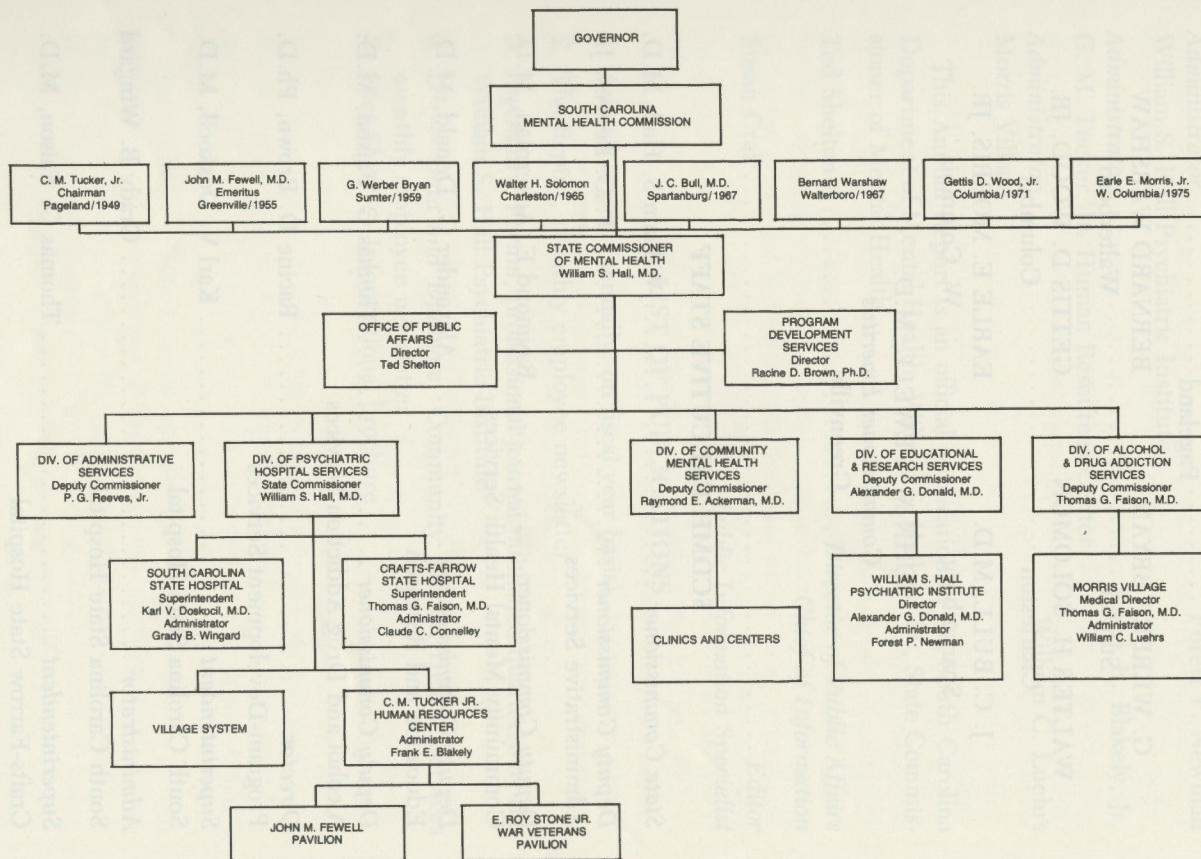 GOVERNOR
SOUTH CAROLINA
MENTAL HEALTH COMMISSION
C. M. Tucker, Jr.
Chairman
Pageland/1949
John M. Fewell, M.D.
Emeritus
Greenville/1955
G. Werber Bryan
Sumter/1959
Walter H. Solomon
Charleston/1965
J. C. Bull, M.D.
Spartanburg/1967
Bernard Warshaw
Walterboro/1967
Gettis D. Wood, Jr.
Columbia/1971
Earle E. Morris, Jr.
W. Columbia/1975
STATE COMMISSIONER
OF MENTAL HEALTH
William S. Hall, M.D.
OFFICE OF PUBLIC
AFFAIRS
Director
Ted Shelton
PROGRAM
DEVELOPMENT
SERVICES
Director
Racine D. Brown, Ph.D.
DIV. OF ADMINISTRATIVE
SERVICES
Deputy Commissioner
P. G. Reeves, Jr.
DIV. OF PSYCHIATRIC
HOSPITAL SERVICES
State Commissioner
William S. Hall, M.D.
DIV. OF COMMUNITY
MENTAL HEALTH
SERVICES
Deputy Commissioner
Raymond E. Ackerman, M.D.
DIV. OF EDUCATIONAL
& RESEARCH SERVICES
Deputy Commissioner
Alexander G. Donald, M.D.
DIV. OF ALCOHOL
& DRUG ADDICTION
SERVICES
Deputy Commissioner
Thomas G. Faison, M.D.
SOUTH CAROLINA
STATE HOSPITAL
Superintendent
Karl V. Doskocil, M.D.
Administrator
Grady B. Wingard
CRAFTS-FARROW
STATE HOSPITAL
Superintendent
Thomas G. Faison, M.D.
Administrator
Claude C. Connelley
CLINICS AND CENTERS
WILLIAM S. HALL
PSYCHIATRIC INSTITUTE
Director
Alexander G. Donald, M.D.
Administrator
Forest P. Newman
MORRIS VILLAGE
Medical Director
Thomas G. Faison, M.D.
Administrator
William C. Luehrs
VILLAGE SYSTEM
C. M. TUCKER JR.
HUMAN RESOURCES
CENTER
Administrator
Frank E. Blakely
JOHN M. FEWELL
PAVILION
E. ROY STONE JR.
WAR VETERANS
PAVILION